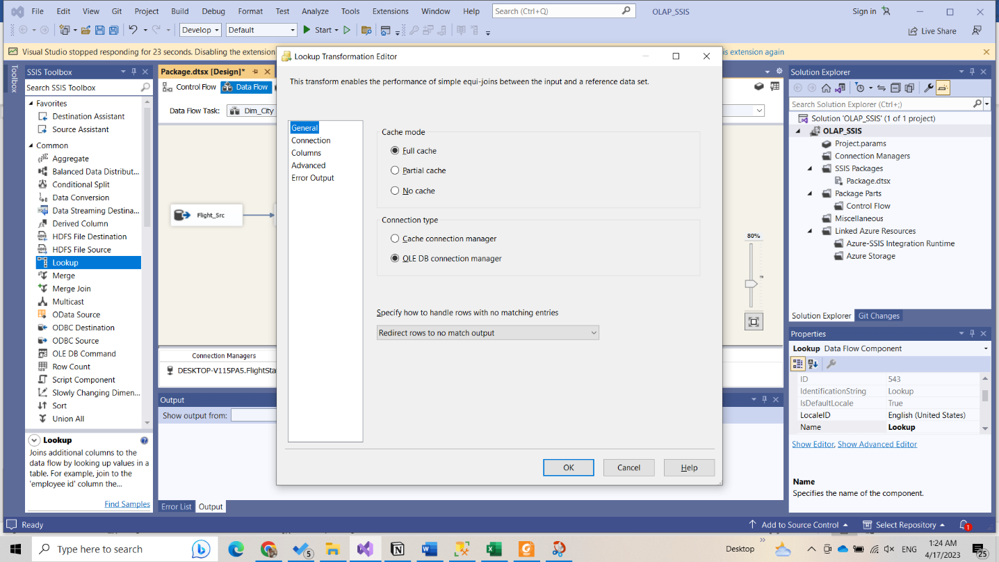 File Edit View Git Project Build Debug Format Test Analyze Tools Extensions Window Help Search (Ctrl+Q) OLAP_SSIS Sign in
Develop Default Start Live Share
Visual Studio stopped responding for 23 seconds. Disabling the extension
is extension again
Toolbox
SSIS Toolbox
Search SSIS Toolbox
Favorites
Destination Assistant
Source Assistant
Common
Aggregate
Balanced Data Distribut...
Conditional Split
Data Conversion
Data Streaming Destina...
Derived Column
HDFS File Destination
HDFS File Source
Lookup
Merge
Merge Join
Multicast
OData Source
ODBC Destination
ODBC Source
OLE DB Command
Row Count
Script Component
Slowly Changing Dimen...
Sort
Union All
Lookup
Joins additional columns to the
data flow by looking up values in a
table. For example, join to the
'employee id' column the...
Find Samples
Package.dtsx [Design]*
Control Flow Data Flow
Data Flow Task: Dim_City
Flight_Src
80%
Connection Managers
DESKTOP-V115PA5.FlightSta
Output
Show output from:
Error List Output
Lookup Transformation Editor
This transform enables the performance of simple equi-joins between the input and a reference data set.
General
Connection
Columns
Advanced
Error Output
Cache mode
Full cache
Partial cache
No cache
Connection type
Cache connection manager
OLE DB connection manager
Specify how to handle rows with no matching entries
Redirect rows to no match output
OK Cancel Help
Solution Explorer
Search Solution Explorer (Ctrl+;)
Solution 'OLAP_SSIS' (1 of 1 project)
OLAP_SSIS
Project.params
Connection Managers
SSIS Packages
Package.dtsx
Package Parts
Control Flow
Miscellaneous
Linked Azure Resources
Azure-SSIS Integration Runtime
Azure Storage
Solution Explorer Git Changes
Properties
Lookup Data Flow Component
ID 543
IdentificationString Lookup
IsDefaultLocale True
LocaleID English (United States)
Name Lookup
Show Editor, Show Advanced Editor
Name
Specifies the name of the component.
Ready Add to Source Control Select Repository 1
Type here to search 5 Desktop ENG 1:24 AM
4/17/2023 25